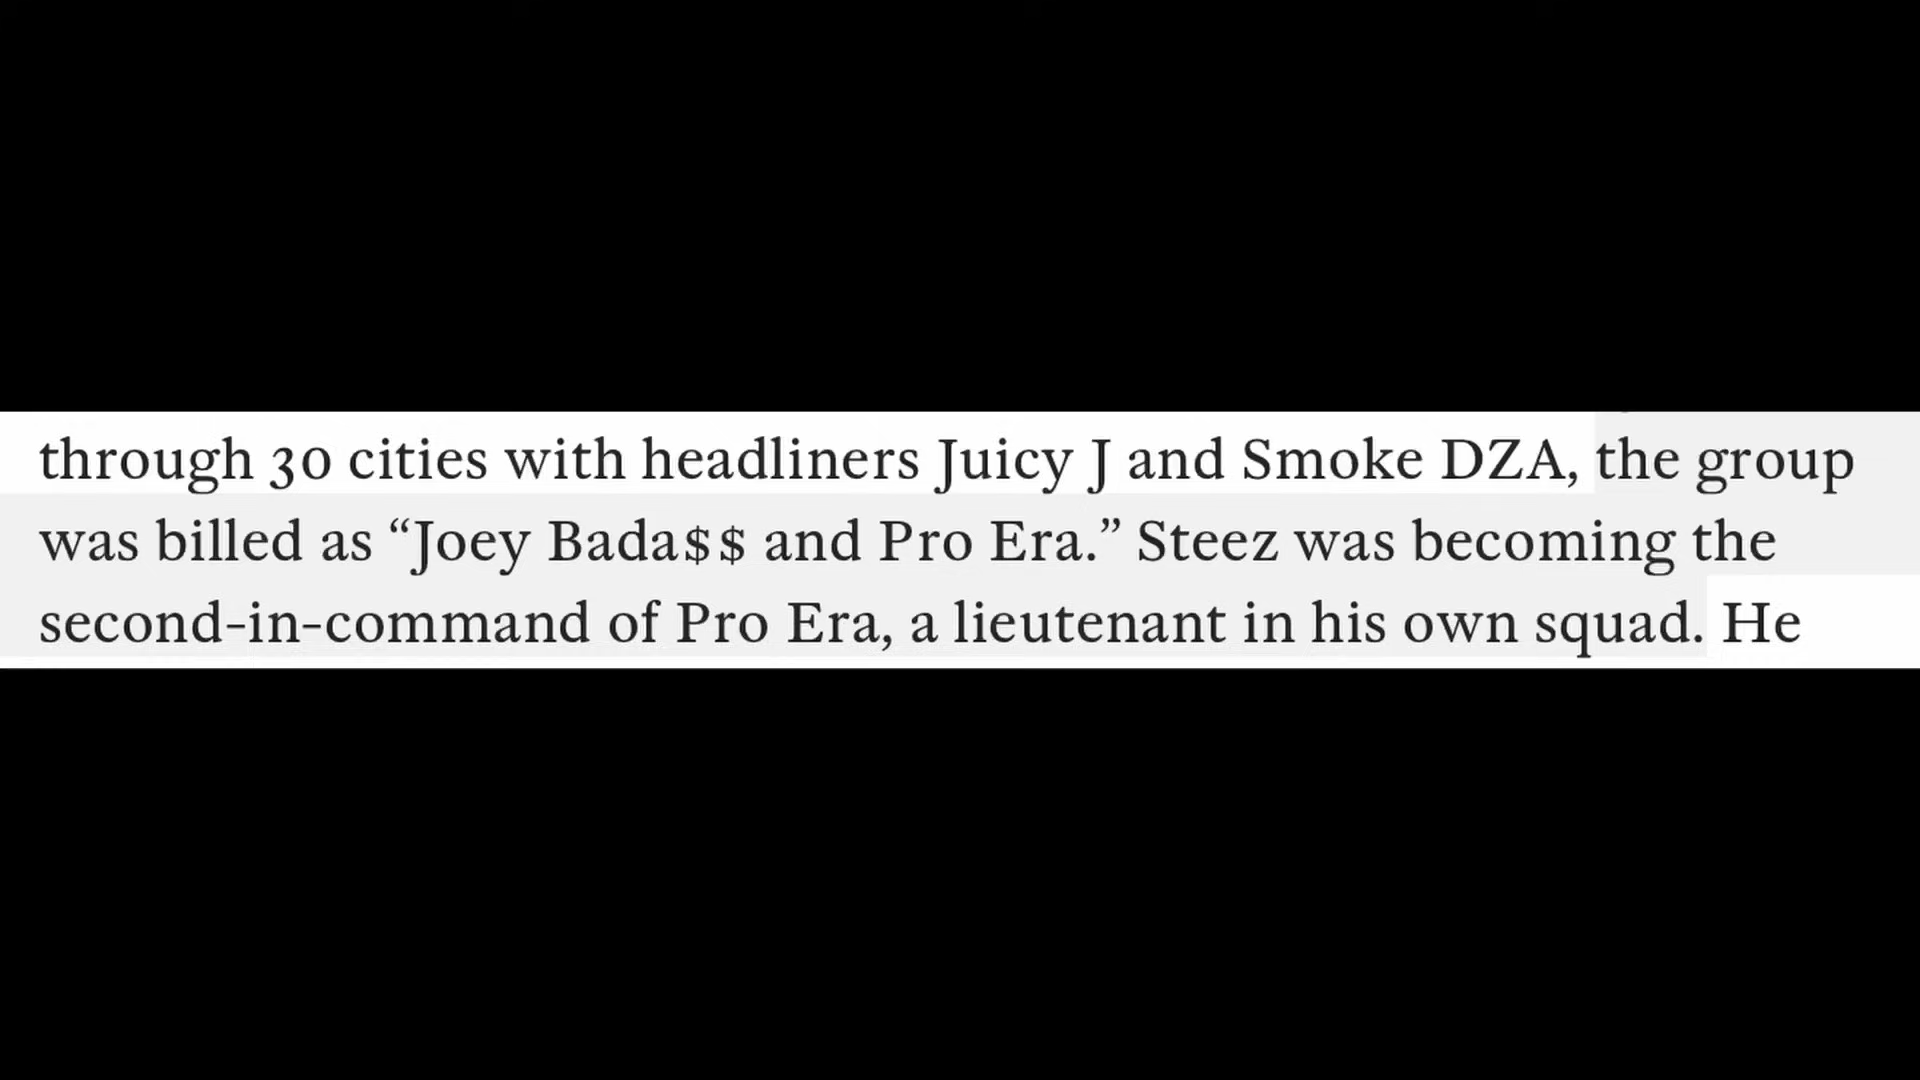 through 30 cities with headliners Juicy J and Smoke DZA, the group
was billed as “Joey Bada$$ and Pro Era.” Steez was becoming the
second-in-command of Pro Era, a lieutenant in his own squad. He